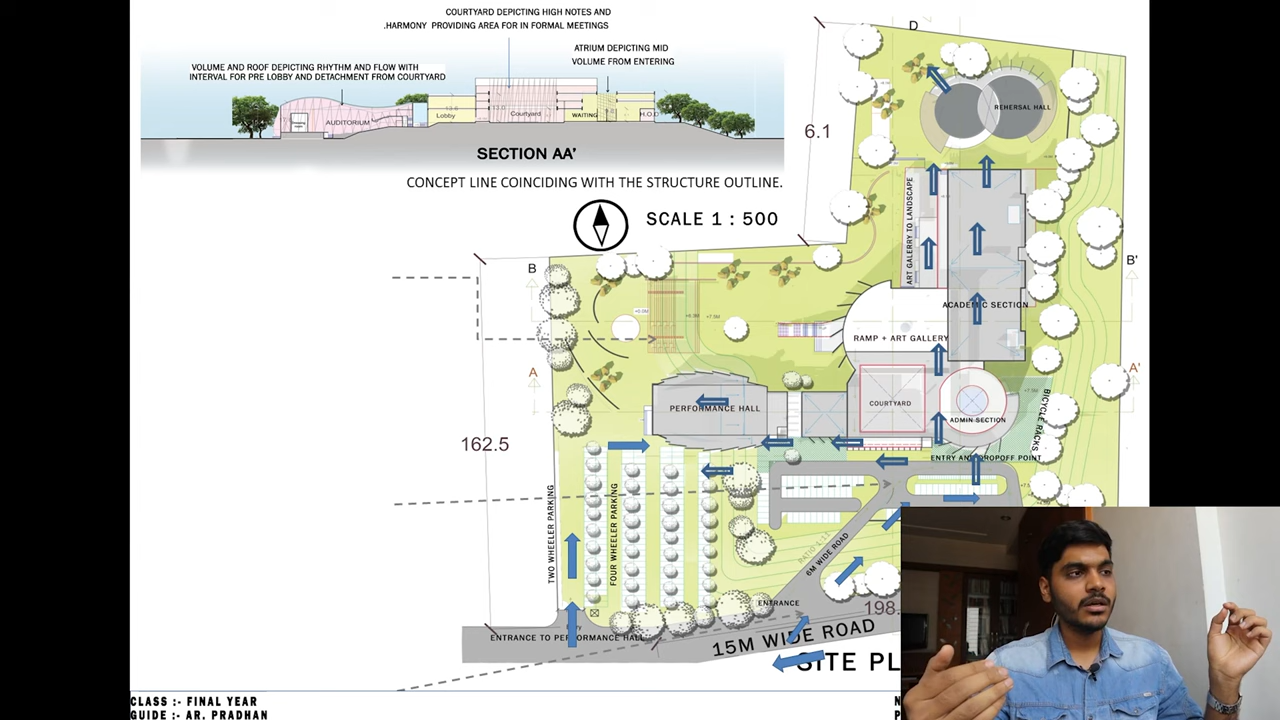 COURTYARD DEPICTING HIGH NOTES AND
.HARMONY PROVIDING AREA FOR IN FORMAL MEETINGS
ATRIUM DEPICTING MID
VOLUME FROM ENTERING
VOLUME AND ROOF DEPICTING RHYTHM AND FLOW WITH
INTERVAL FOR PRE LOBBY AND DETACHMENT FROM COURTYARD
AUDITORIUM
Lobby
Courtyard
WAITING
H.O.D
SECTION AA'
CONCEPT LINE COINCIDING WITH THE STRUCTURE OUTLINE.
SCALE 1 : 500
D
6.1
REHERSAL HALL
ART GALERRY TO LANDSCAPE
B
B'
ACADEMIC SECTION
RAMP + ART GALLERY
A
A'
PERFORMANCE HALL
COURTYARD
ADMIN SECTION
BICYCLE RACKS
162.5
ENTRY AND DROPOFF POINT
TWO WHEELER PARKING
FOUR WHEELER PARKING
6M WIDE ROAD
ENTRANCE
198.
ENTRANCE TO PERFORMANCE HALL
15M WIDE ROAD
SITE PL
CLASS :- FINAL YEAR
GUIDE :- AR. PRADHAN
N
P